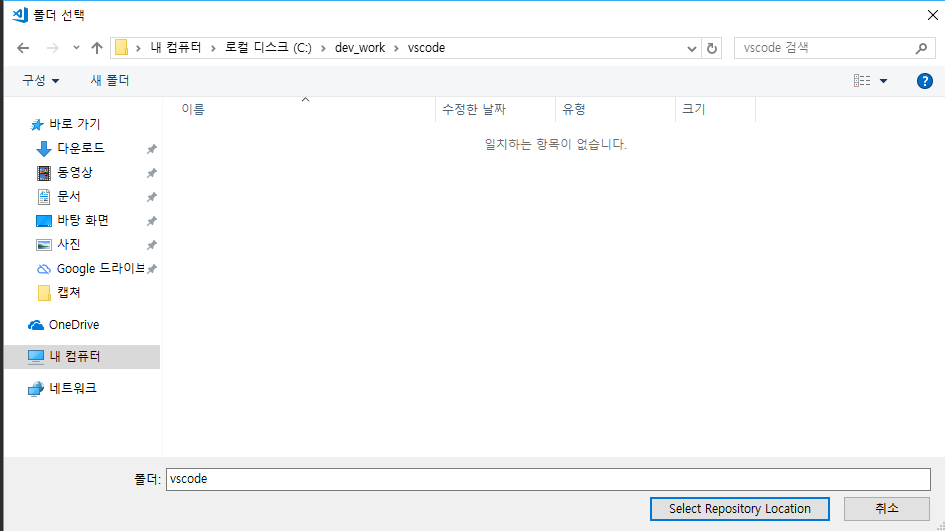 폴더 선택
내 컴퓨터 로컬 디스크 (C:) dev_work vscode
vscode 검색
구성 새 폴더
이름 수정한 날짜 유형 크기
일치하는 항목이 없습니다.
바로 가기
다운로드
동영상
문서
바탕 화면
사진
Google 드라이브
캡쳐
OneDrive
내 컴퓨터
네트워크
폴더: vscode
Select Repository Location 취소